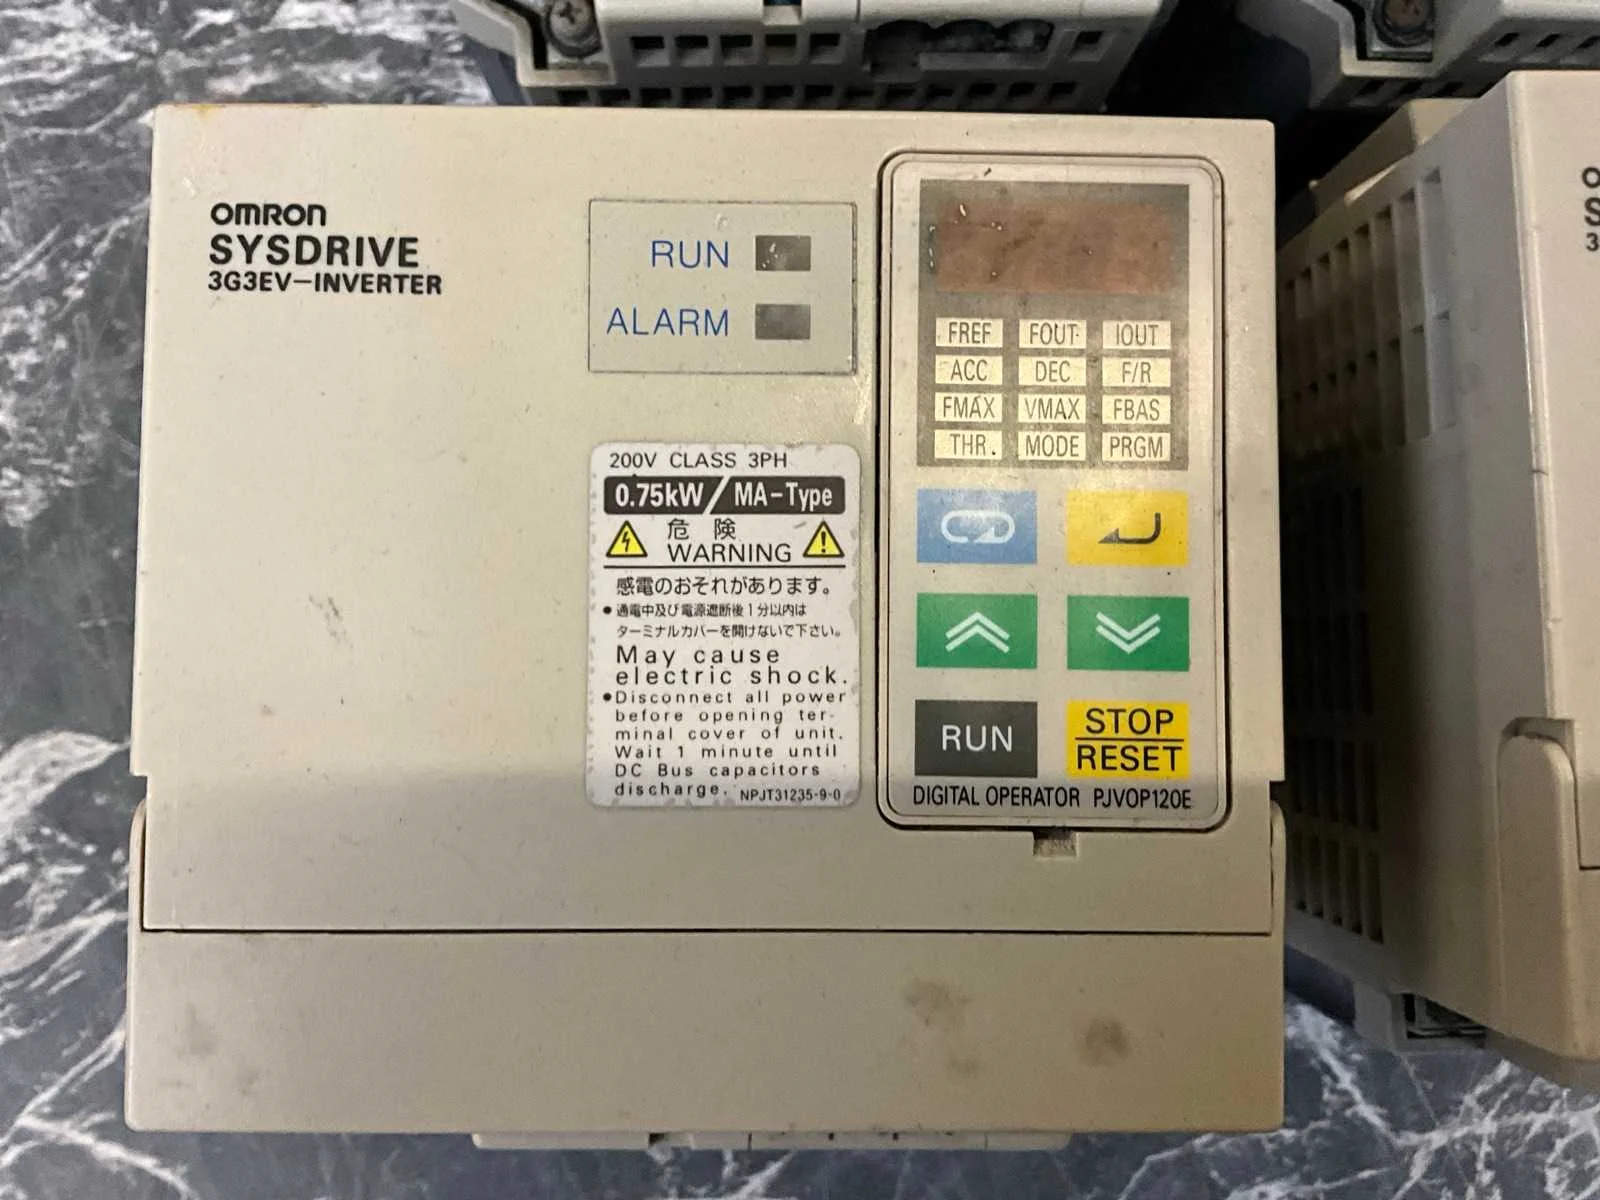 OMRON
SYSDRIVE
3G3EV-INVERTER
RUN
ALARM
200V CLASS 3PH
0.75kW/MA-Type
危険
WARNING
感電のおそれがあります。
●通電中及び電源遮断後1分以内は
ターミナルカバーを開けないで下さい。
May cause
electric shock.
●Disconnect all power
before opening ter-
minal cover of unit.
Wait 1 minute until
DC Bus capacitors
discharge. NPJT31235-9-0
FREF FOUT IOUT
ACC DEC F/R
FMAX VMAX FBAS
THR. MODE PRGM
RUN
STOP
RESET
DIGITAL OPERATOR PJVOP120E